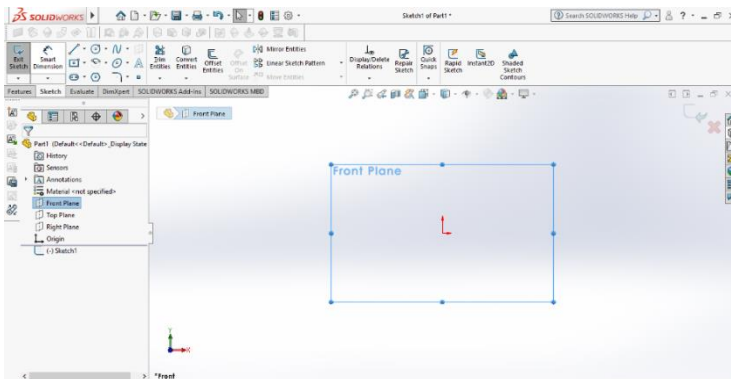 SOLIDWORKS
Sketch1 of Part1 *
Search SOLIDWORKS Help
Exit Sketch
Smart Dimension
Trim Entities
Convert Entities
Offset Entities
Offset On Surface
Mirror Entities
Linear Sketch Pattern
Move Entities
Display/Delete Relations
Repair Sketch
Quick Snaps
Rapid Sketch
Instant2D
Shaded Sketch Contours
Features Sketch Evaluate DimXpert SOLIDWORKS Add-Ins SOLIDWORKS MBD
Front Plane
Part1 (Default<<Default>_Display State
History
Sensors
Annotations
Material <not specified>
Front Plane
Top Plane
Right Plane
Origin
(-) Sketch1
Front Plane
Y
X
*Front